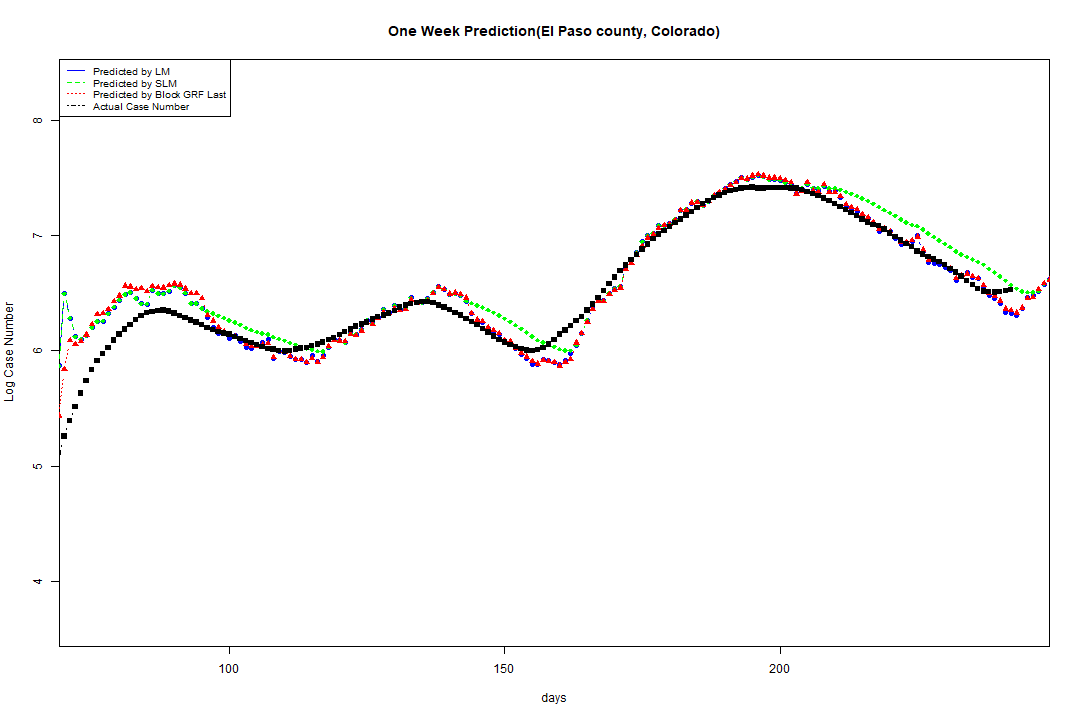 One Week Prediction(El Paso county, Colorado)
Predicted by LM
Predicted by SLM
Predicted by Block GRF Last
Actual Case Number
8
7
6
5
4
Log Case Number
100 150 200
days